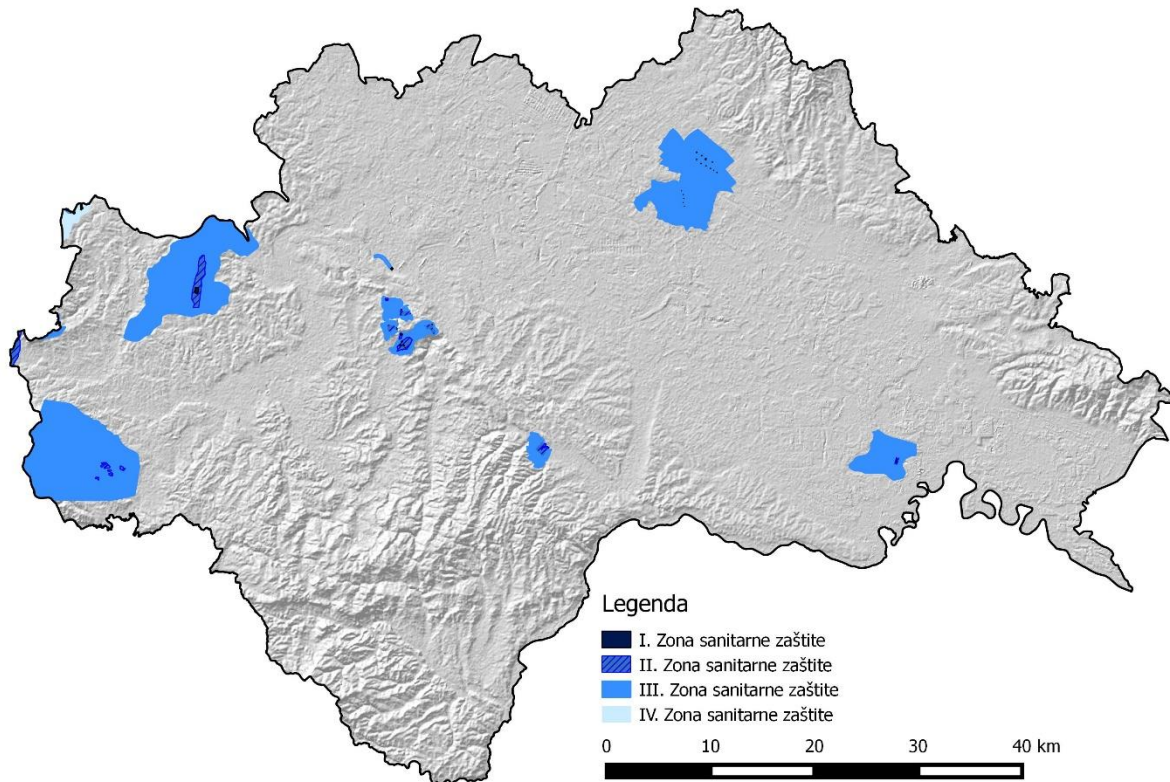 Legenda
I. Zona sanitarne zaštite
II. Zona sanitarne zaštite
III. Zona sanitarne zaštite
IV. Zona sanitarne zaštite
0 10 20 30 40 km